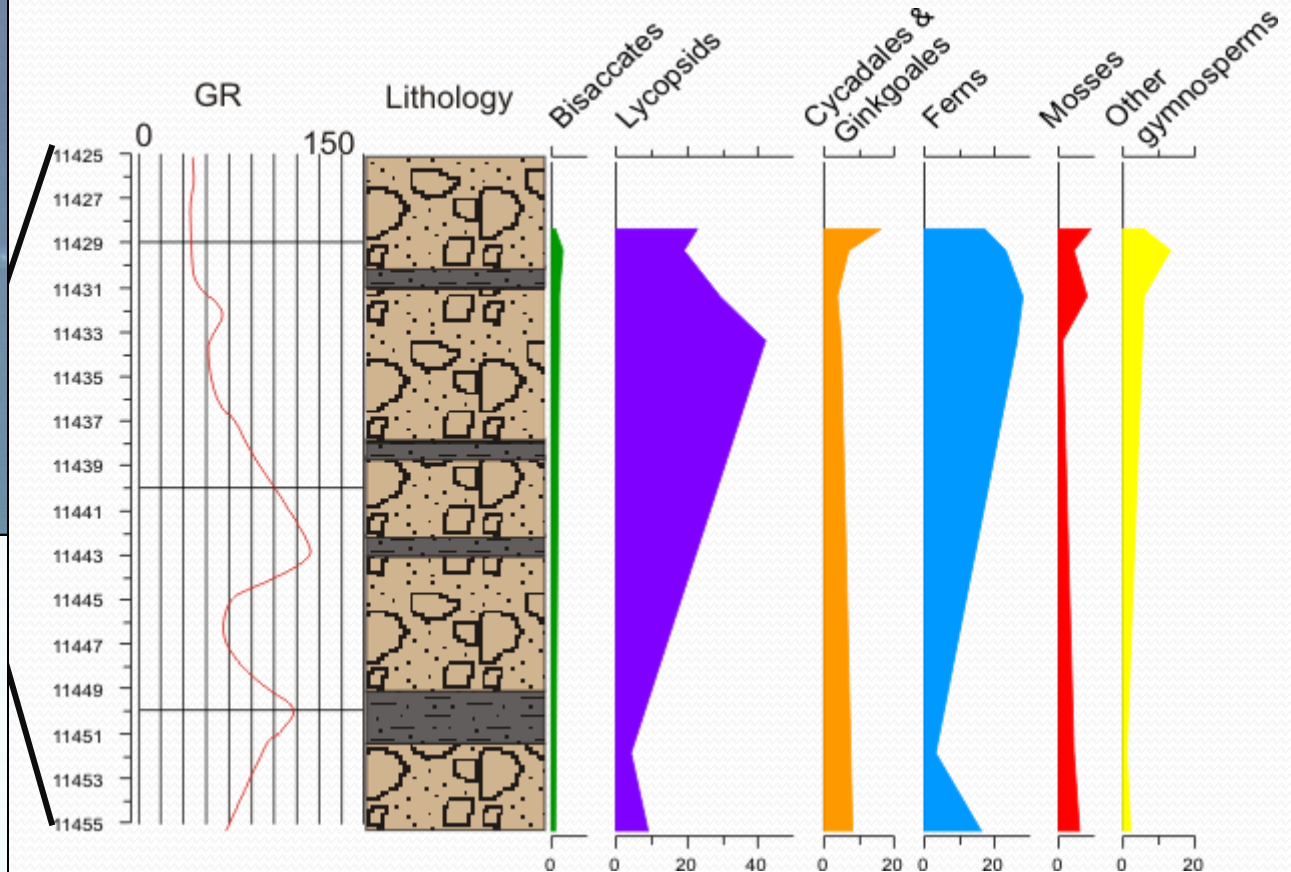 GR
Lithology
Bisaccates
Lycopsids
Cycadales &
Ginkgoales
Ferns
Mosses
Other
gymnosperms
0 150
11425
11427
11429
11431
11433
11435
11437
11439
11441
11443
11445
11447
11449
11451
11453
11455
0 0 20 40 0 20 0 20 0 0 20